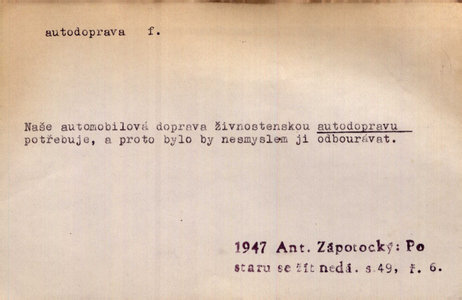 autodoprava f.
Naše automobilová doprava živnostenskou autodopravu
potřebuje, a proto bylo by nesmyslem ji odbourávat.
1947 Ant. Zápotocký: Po
staru se žít nedá. s.49, ř. 6.